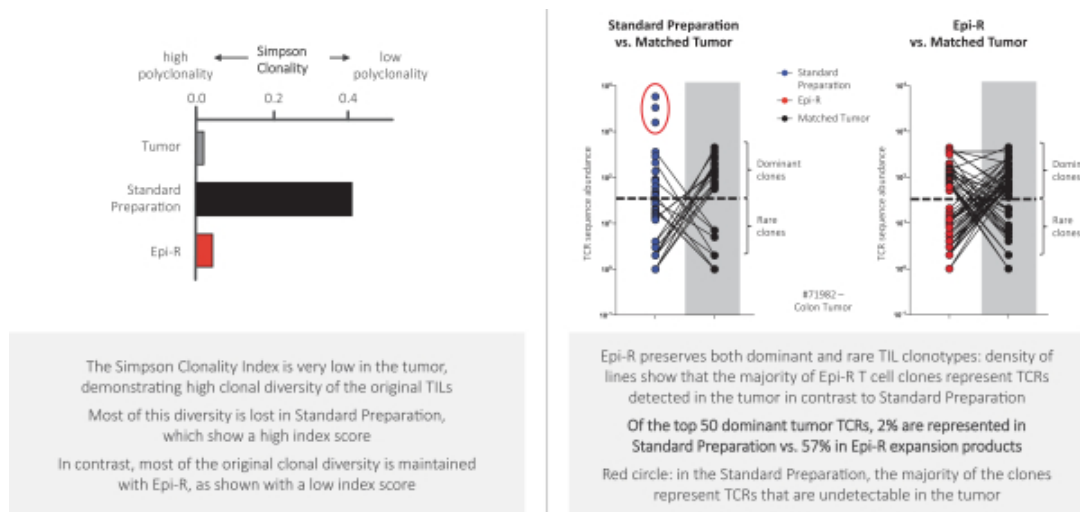 high
polyclonality
Simpson
Clonality
low
polyclonality
0.0
0.2
0.4
Tumor
Standard
Preparation
Epi-R
The Simpson Clonality Index is very low in the tumor,
demonstrating high clonal diversity of the original TILs
Most of this diversity is lost in Standard Preparation,
which show a high index score
In contrast, most of the original clonal diversity is maintained
with Epi-R, as shown with a low index score
Standard Preparation
vs. Matched Tumor
Standard
Preparation
Epi-R
Matched Tumor
TCR sequence abundance
Dominant
clones
Rare
clones
#71982 –
Colon Tumor
Epi-R
vs. Matched Tumor
TCR sequence abundance
Domin
clones
Rare
clones
Epi-R preserves both dominant and rare TIL clonotypes: density of
lines show that the majority of Epi-R T cell clones represent TCRs
detected in the tumor in contrast to Standard Preparation
Of the top 50 dominant tumor TCRs, 2% are represented in
Standard Preparation vs. 57% in Epi-R expansion products
Red circle: in the Standard Preparation, the majority of the clones
represent TCRs that are undetectable in the tumor